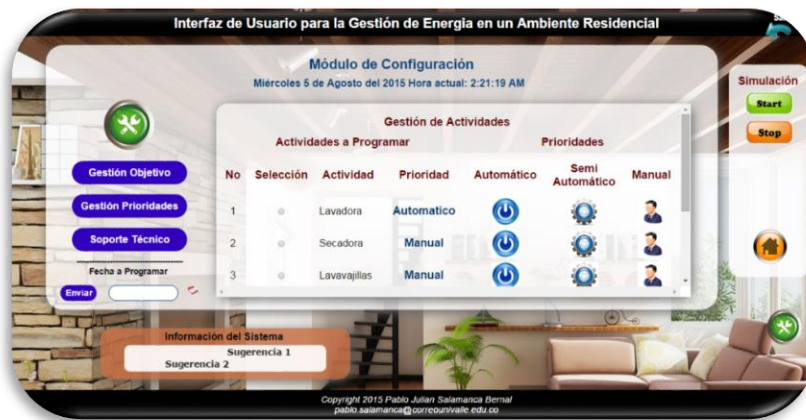 Interfaz de Usuario para la Gestión de Energia en un Ambiente Residencial
Módulo de Configuración
Miércoles 5 de Agosto del 2015 Hora actual: 2:21:19 AM
Simulación
Start
Stop
Gestión Objetivo
Gestión Prioridades
Soporte Técnico
Fecha a Programar
Enviar
Gestión de Actividades
Actividades a Programar Prioridades
No Selección Actividad Prioridad Automático Semi Automático Manual
1 Lavadora Automatico
2 Secadora Manual
3 Lavavajillas Manual
Información del Sistema
Sugerencia 1
Sugerencia 2
Copyright 2015 Pablo Julian Salamanca Bernal
pablo.salamanca@correounivalle.edu.co